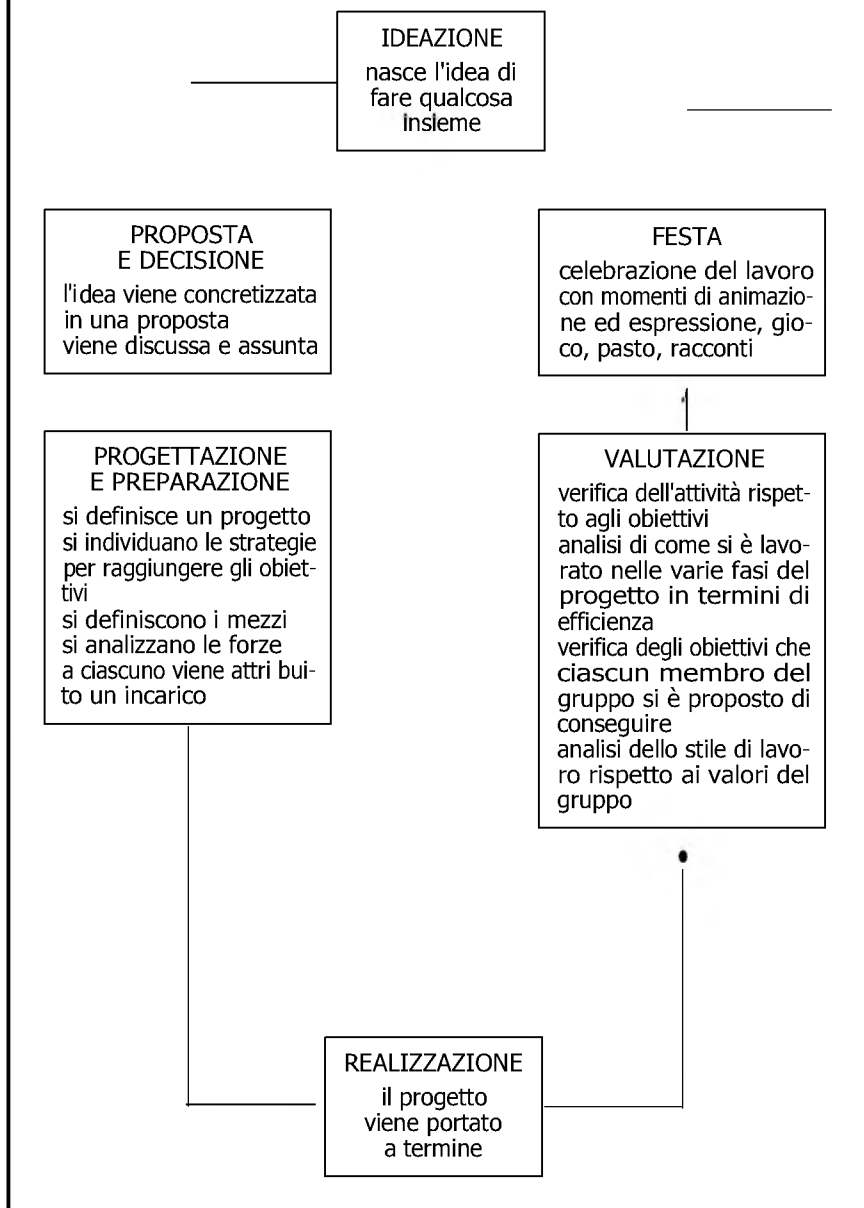 IDEAZIONE
nasce l'idea di
fare qualcosa
insieme
PROPOSTA
E DECISIONE
l'idea viene concretizzata
in una proposta
viene discussa e assunta
PROGETTAZIONE
E PREPARAZIONE
si definisce un progetto
si individuano le strategie
per raggiungere gli obiet-
tivi
si definiscono i mezzi
si analizzano le forze
a ciascuno viene attri bui-
to un incarico
REALIZZAZIONE
il progetto
viene portato
a termine
FESTA
celebrazione del lavoro
con momenti di animazio-
ne ed espressione, gio-
co, pasto, racconti
VALUTAZIONE
verifica dell'attività rispet-
to agli obiettivi
analisi di come si è lavo-
rato nelle varie fasi del
progetto in termini di
efficienza
verifica degli obiettivi che
ciascun membro del
gruppo si è proposto di
conseguire
analisi dello stile di lavo-
ro rispetto ai valori del
gruppo